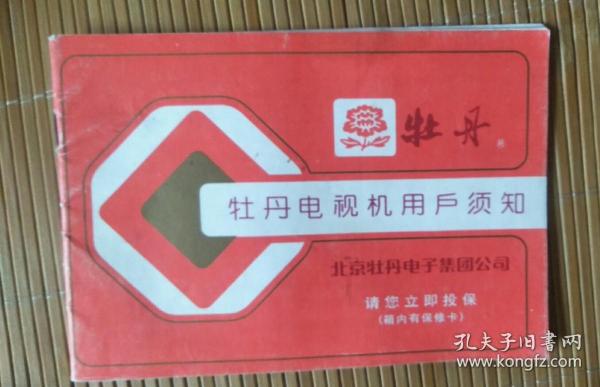 牡丹
牡丹电视机用戶须知
北京牡丹电子集团公司
请您立即投保
(箱内有保修卡)
孔夫子旧书网
www.kongfz.com